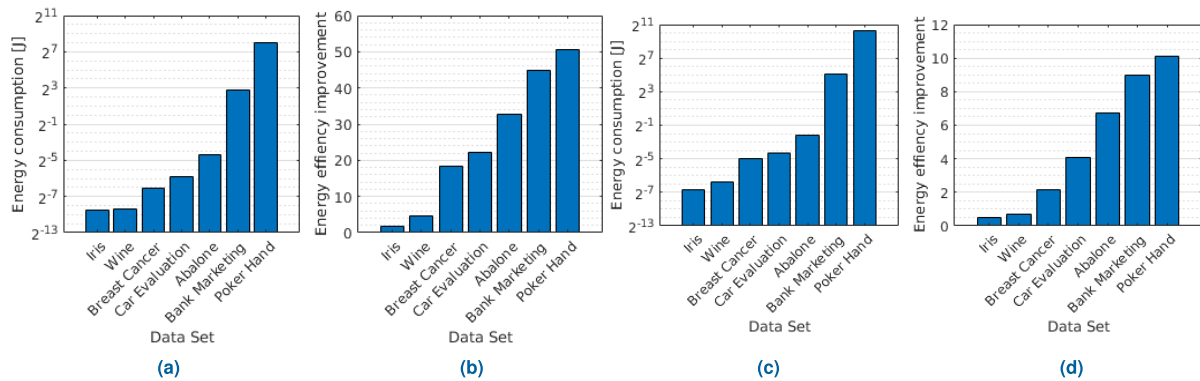 Energy consumption [J]
2^11
2^7
2^3
2^-1
2^-5
2^-7
2^-13
Iris
Wine
Breast Cancer
Car Evaluation
Abalone
Bank Marketing
Poker Hand
Data Set
(a)
Energy effiency improvement
60
50
40
30
20
10
0
Iris
Wine
Breast Cancer
Car Evaluation
Abalone
Bank Marketing
Poker Hand
Data Set
(b)
Energy consumption [J]
2^11
2^7
2^3
2^-1
2^-5
2^-7
2^-13
Iris
Wine
Breast Cancer
Car Evaluation
Abalone
Bank Marketing
Poker Hand
Data Set
(c)
Energy effiency improvement
12
10
8
6
4
2
0
Iris
Wine
Breast Cancer
Car Evaluation
Abalone
Bank Marketing
Poker Hand
Data Set
(d)